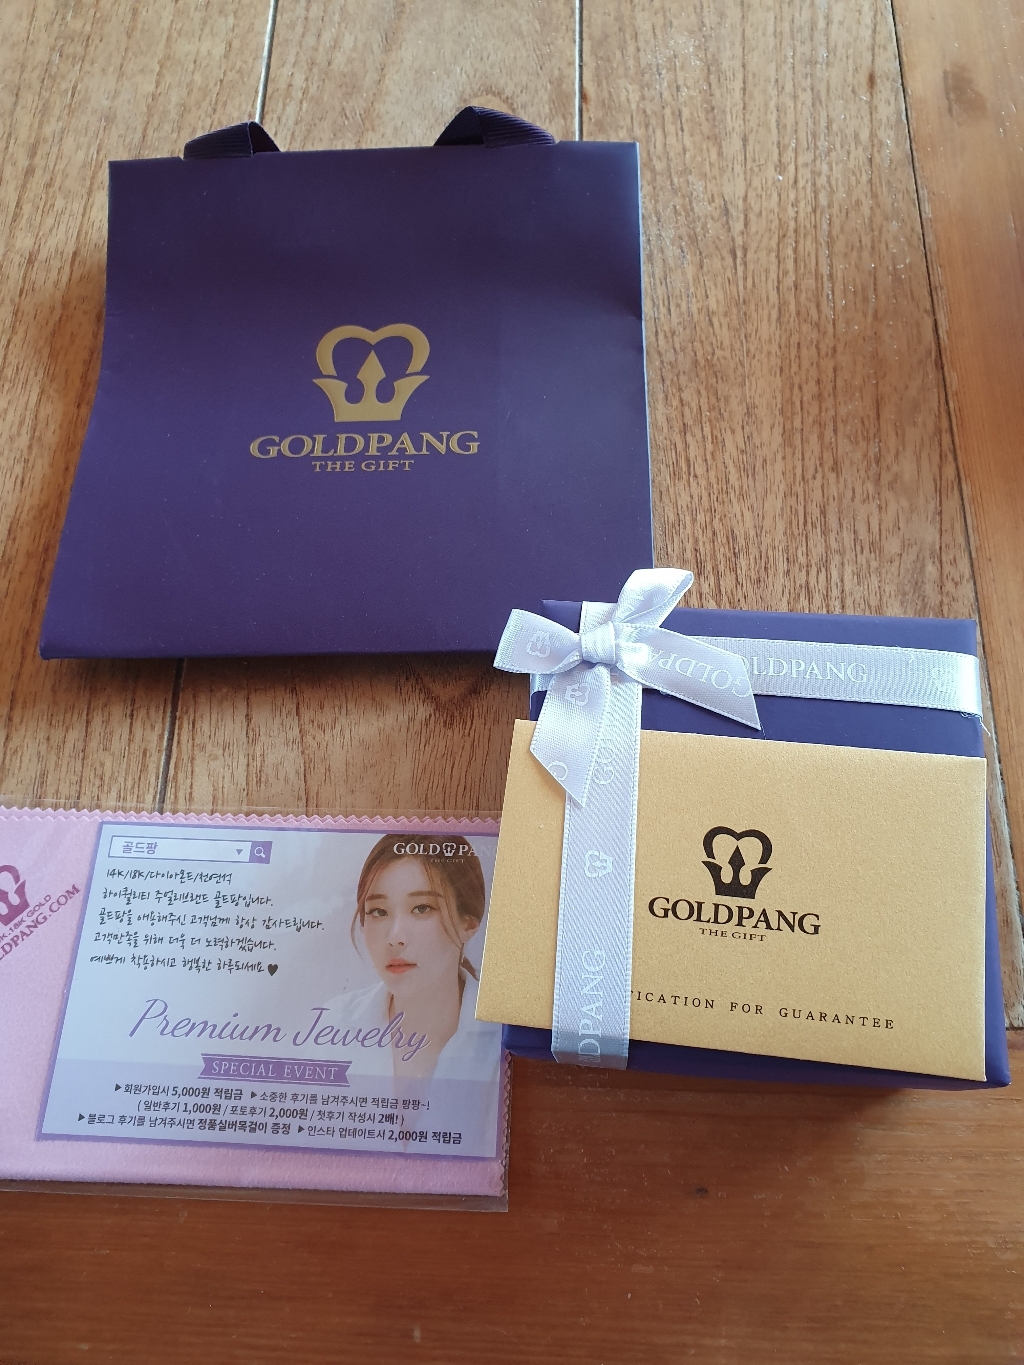 GOLDPANG
THE GIFT
GOLDPANG
GOLDPANG
THE GIFT
FICATION FOR GUARANTEE
골드팡
GOLD PANG
THE GIFT
14K/18K/다이아몬드/천연석
하이퀄리티 주얼리브랜드 골드팡입니다.
골드팡을 애용해주신 고객님께 항상 감사드립니다.
고객만족을 위해 더욱 더 노력하겠습니다.
예쁘게 착용하시고 행복한 하루되세요 ♥
Premium Jewelry
SPECIAL EVENT
▶회원가입시 5,000원 적립금 ▶소중한 후기를 남겨주시면 적립금 팡팡~!
( 일반후기 1,000원 / 포토후기 2,000원 / 첫후기 작성시 2배! )
▶블로그 후기를 남겨주시면 정품실버목걸이 증정 ▶인스타 업데이트시 2,000원 적립금
K.18K GOLD
LDPANG.COM